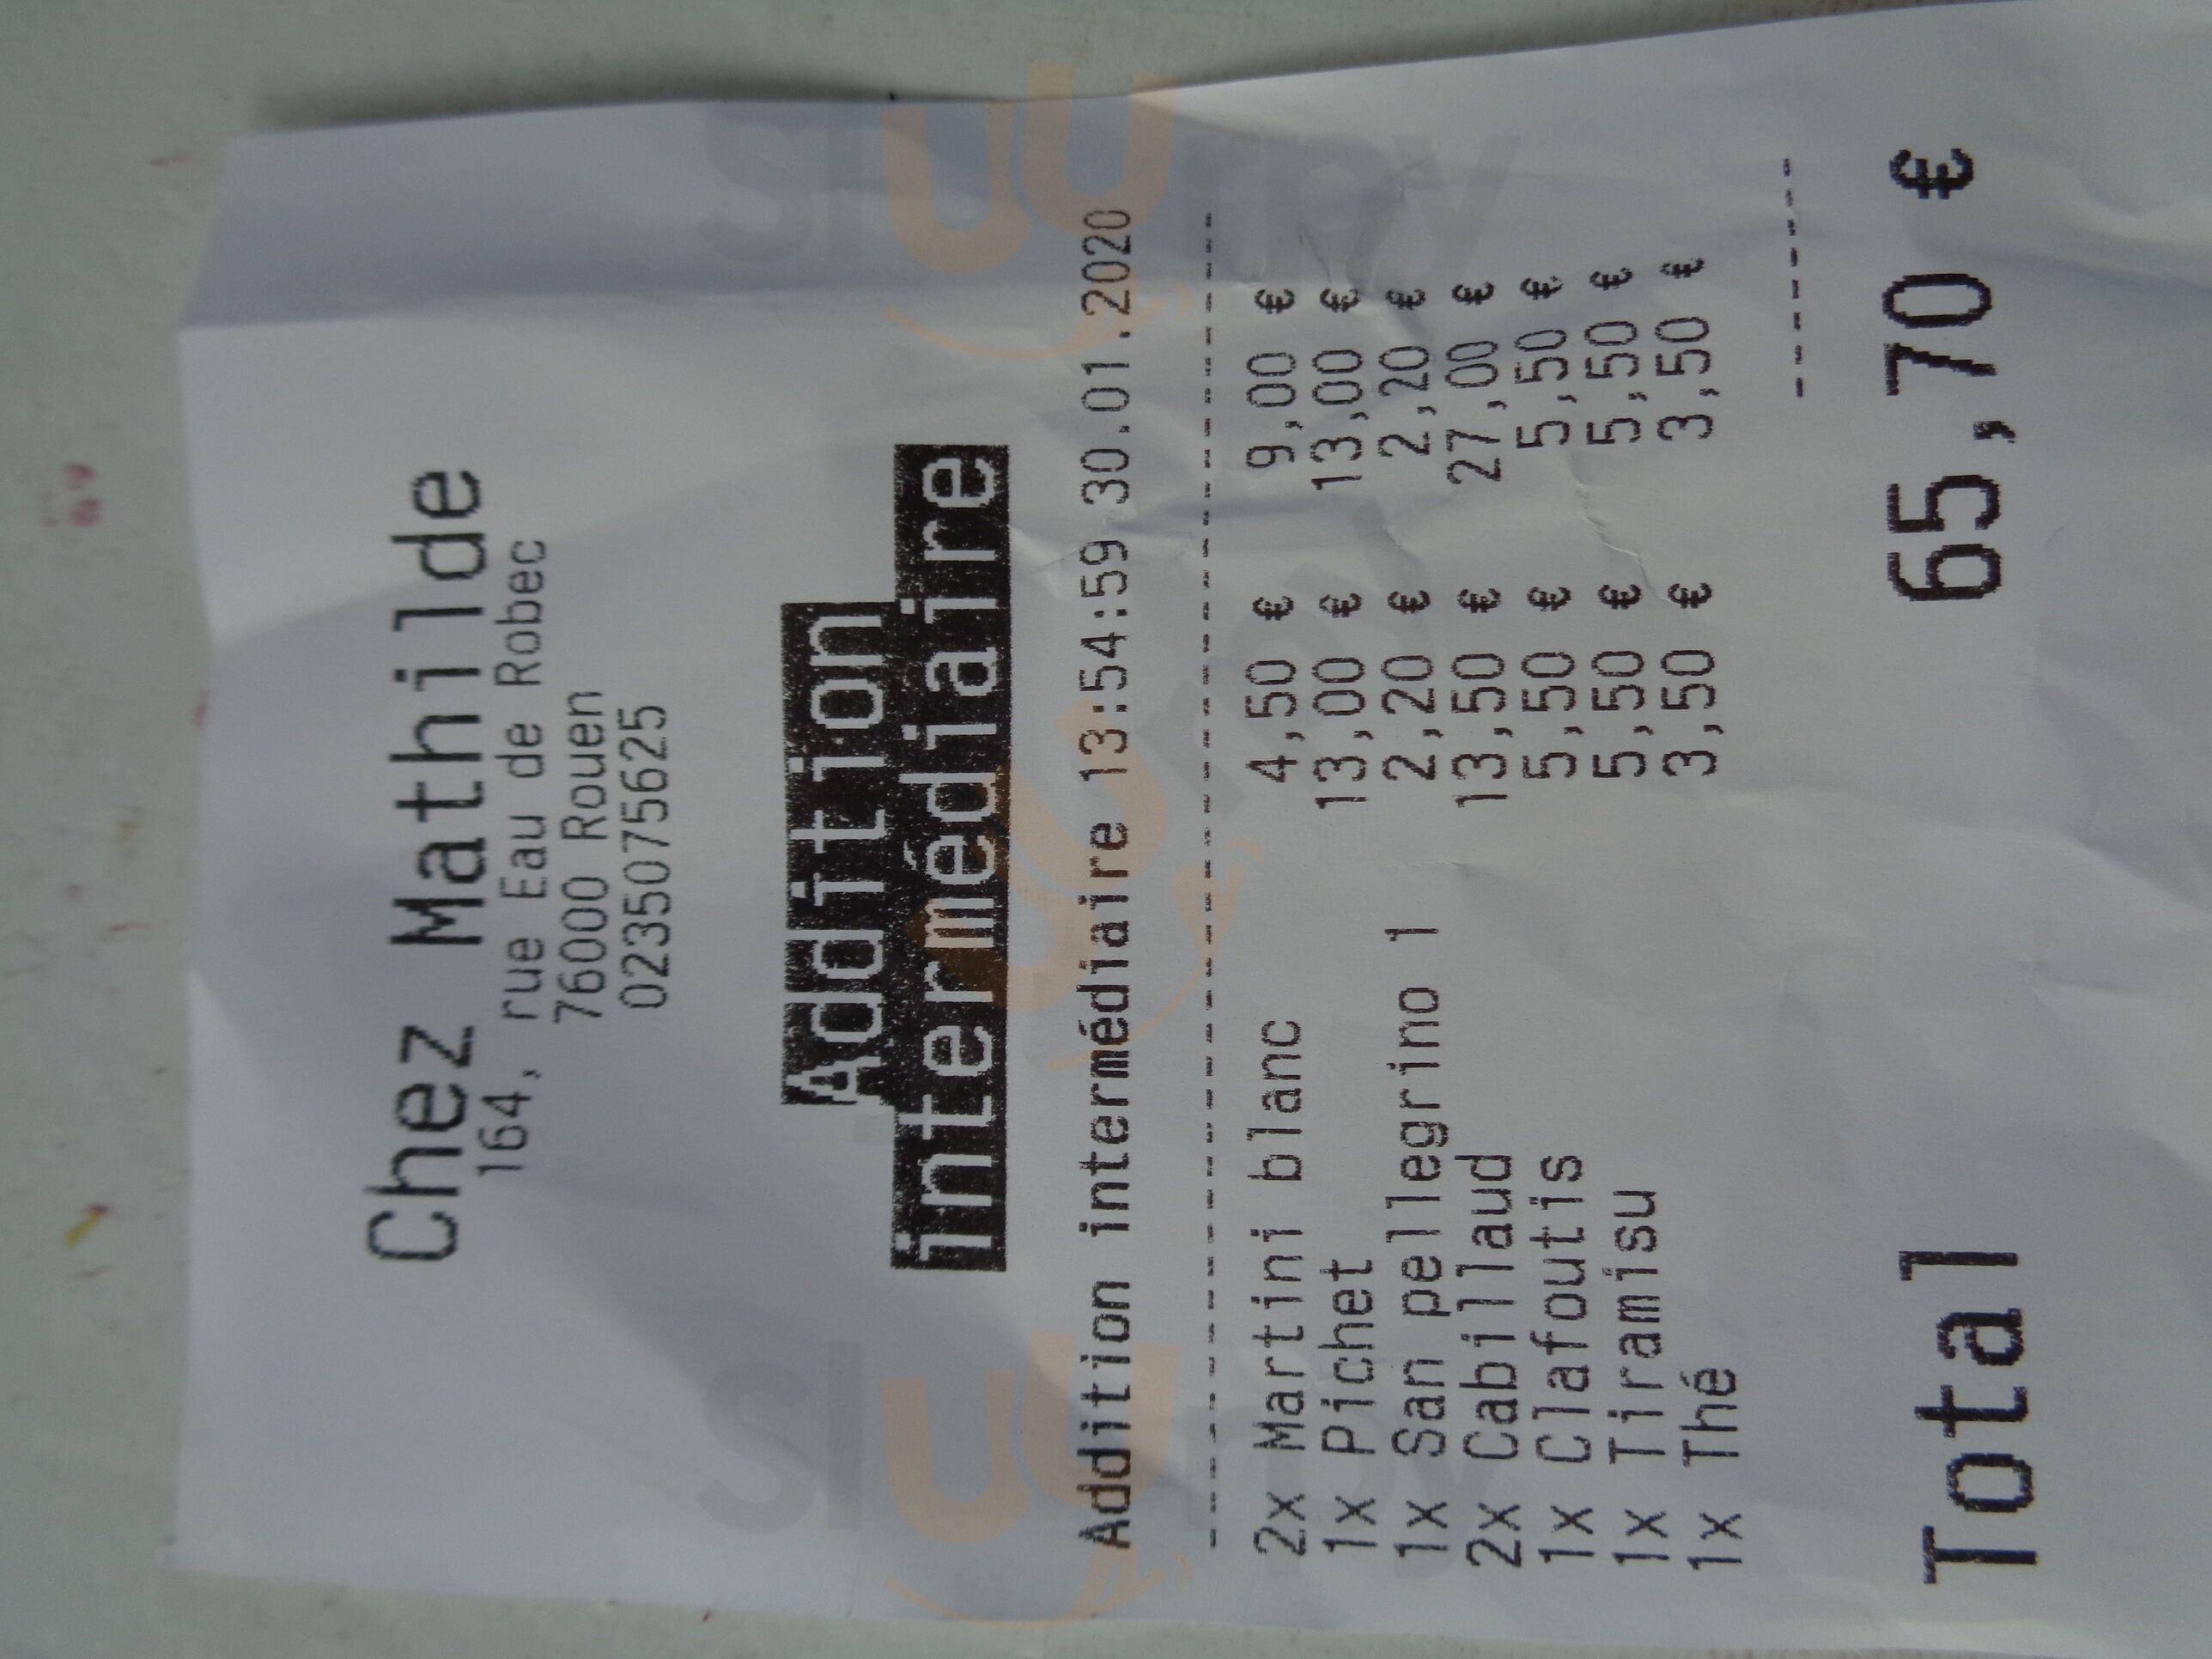 Chez Mathilde
164, rue Eau de Robec
76000 Rouen
0235075625
Addition
intermédiaire
Addition intermédiaire 13:54:59 30.01.2020
2x Martini blanc 4,50 € 9,00 €
1x Pichet 13,00 € 13,00 €
1x San pellegrino 1 2,20 € 2,20 €
2x Cabillaud 13,50 € 27,00 €
1x Clafoutis 5,50 € 5,50 €
1x Tiramisu 5,50 € 5,50 €
1x Thé 3,50 € 3,50 €
Total 65,70 €
sluurpy
sluurpy
sluurpy